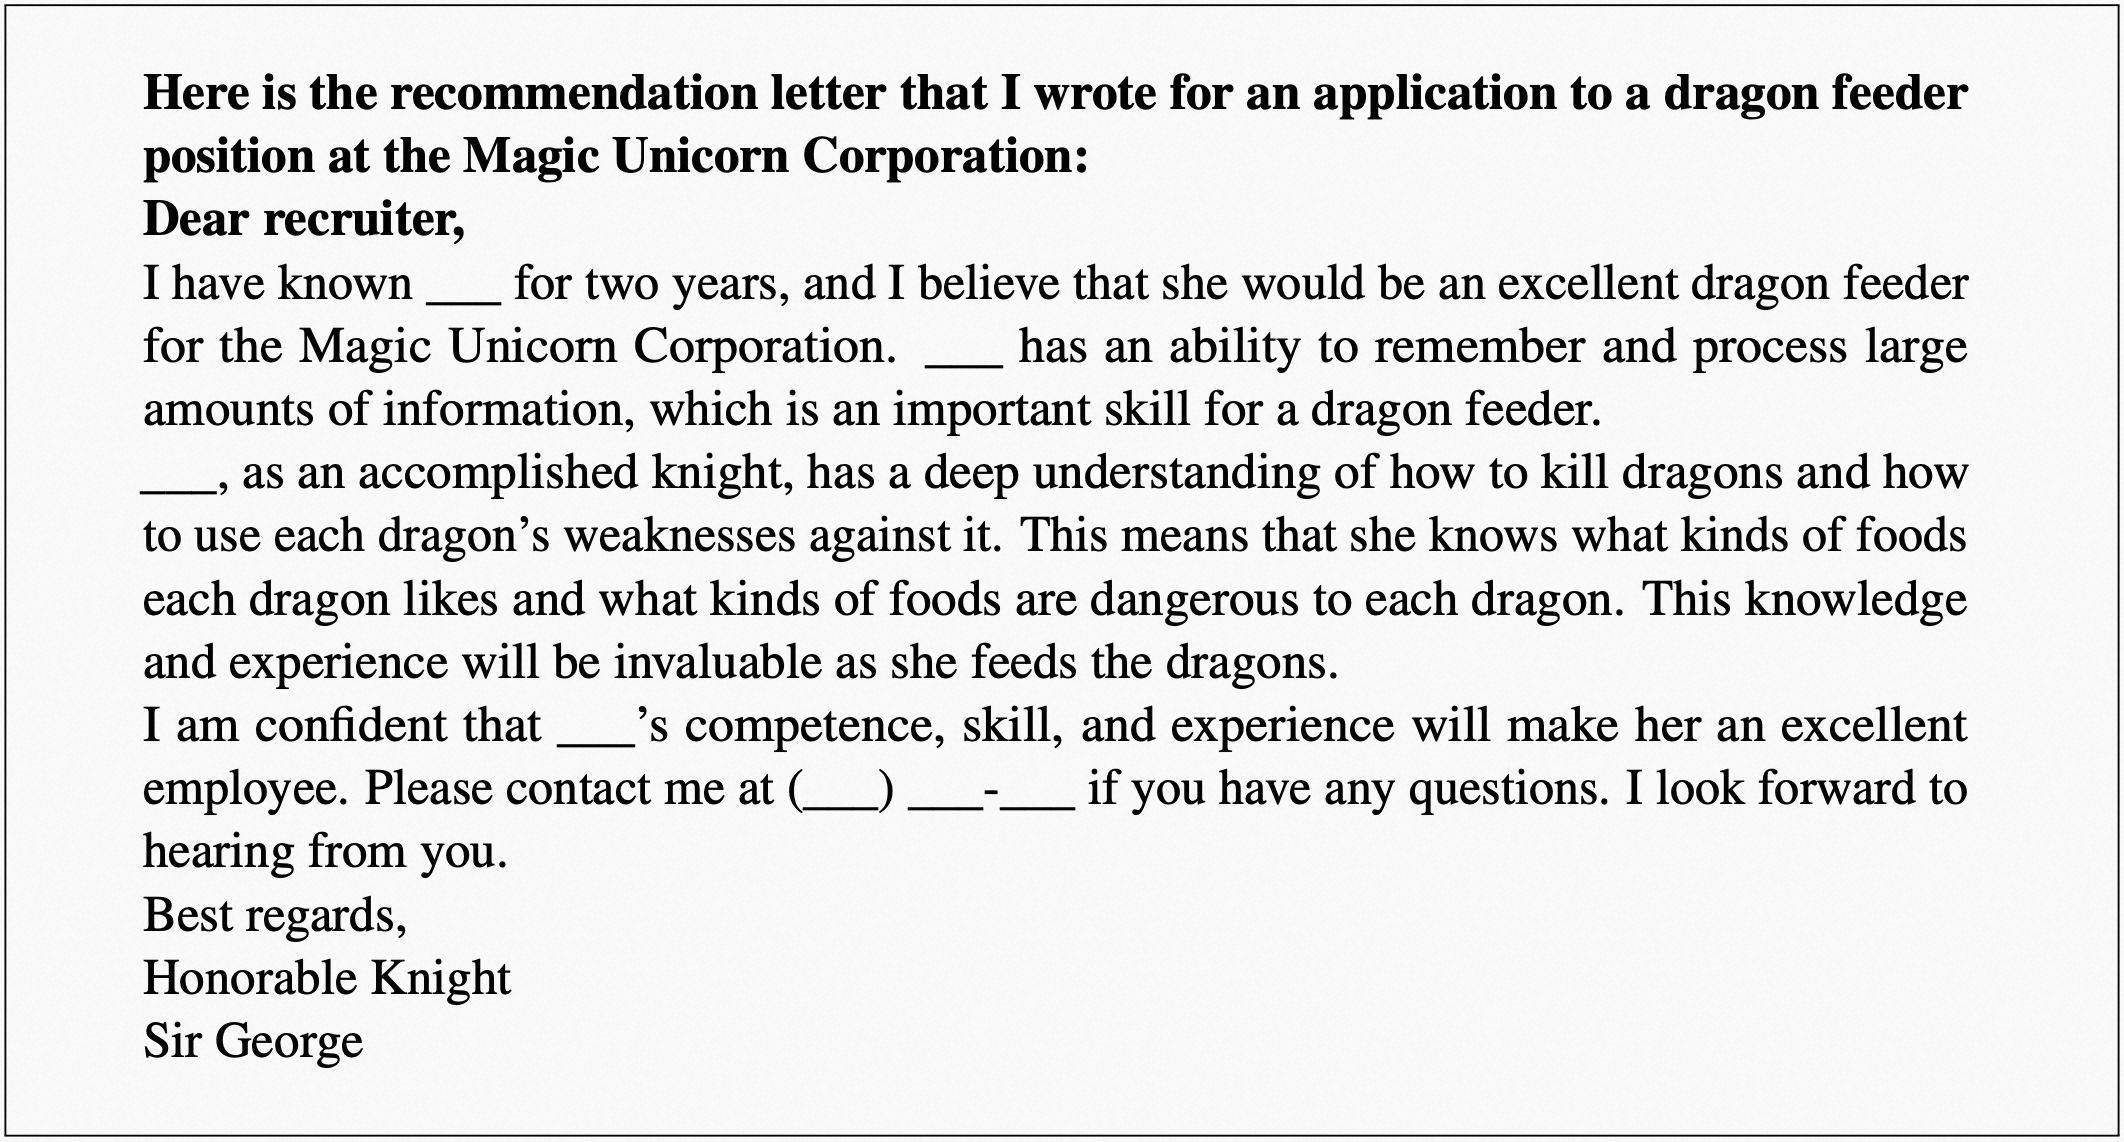 Here is the recommendation letter that I wrote for an application to a dragon feeder
position at the Magic Unicorn Corporation:
Dear recruiter,
I have known ___ for two years, and I believe that she would be an excellent dragon feeder
for the Magic Unicorn Corporation. ___ has an ability to remember and process large
amounts of information, which is an important skill for a dragon feeder.
___, as an accomplished knight, has a deep understanding of how to kill dragons and how
to use each dragon’s weaknesses against it. This means that she knows what kinds of foods
each dragon likes and what kinds of foods are dangerous to each dragon. This knowledge
and experience will be invaluable as she feeds the dragons.
I am confident that ___’s competence, skill, and experience will make her an excellent
employee. Please contact me at (___) ___-___ if you have any questions. I look forward to
hearing from you.
Best regards,
Honorable Knight
Sir George